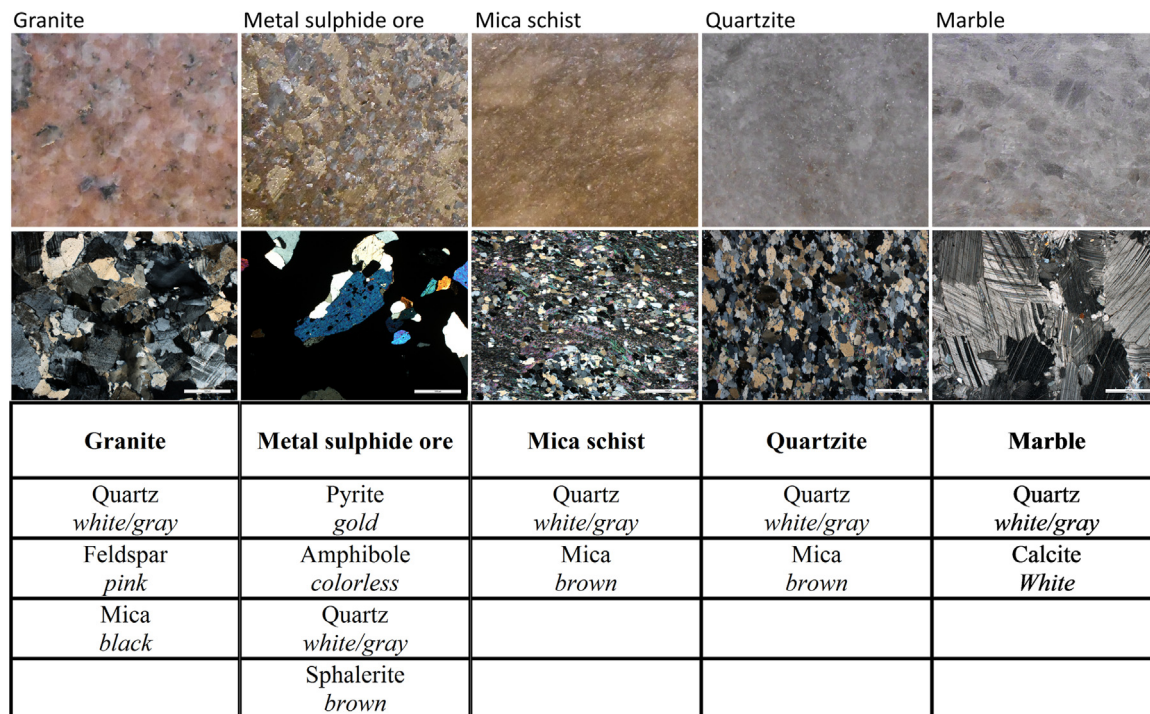 Granite
Metal sulphide ore
Mica schist
Quartzite
Marble
Granite
Metal sulphide ore
Mica schist
Quartzite
Marble
Quartz
white/gray
Pyrite
gold
Quartz
white/gray
Quartz
white/gray
Quartz
white/gray
Feldspar
pink
Amphibole
colorless
Mica
brown
Mica
brown
Calcite
White
Mica
black
Quartz
white/gray
Sphalerite
brown